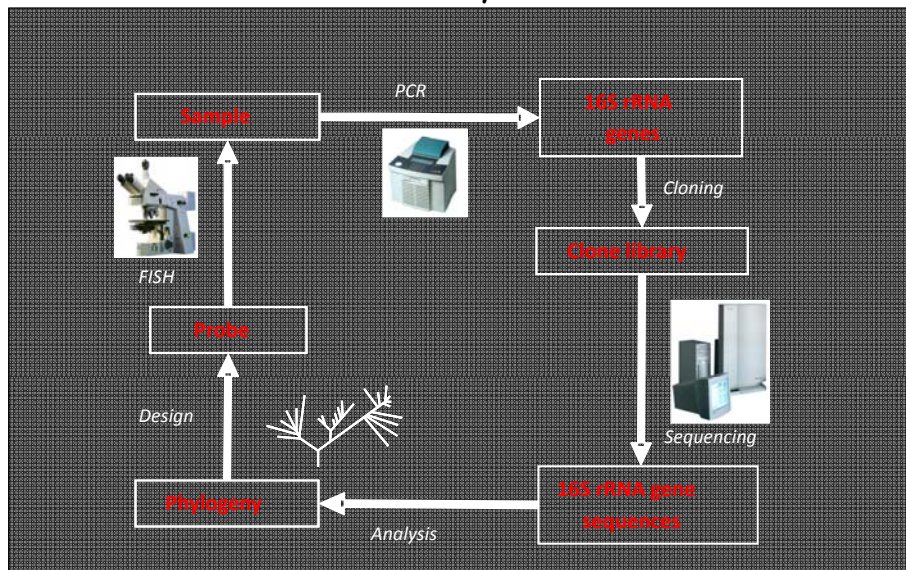 Sample
PCR
16S rRNA
genes
Cloning
Clone library
FISH
Probe
Design
Sequencing
Phylogeny
Analysis
16S rRNA gene
sequences